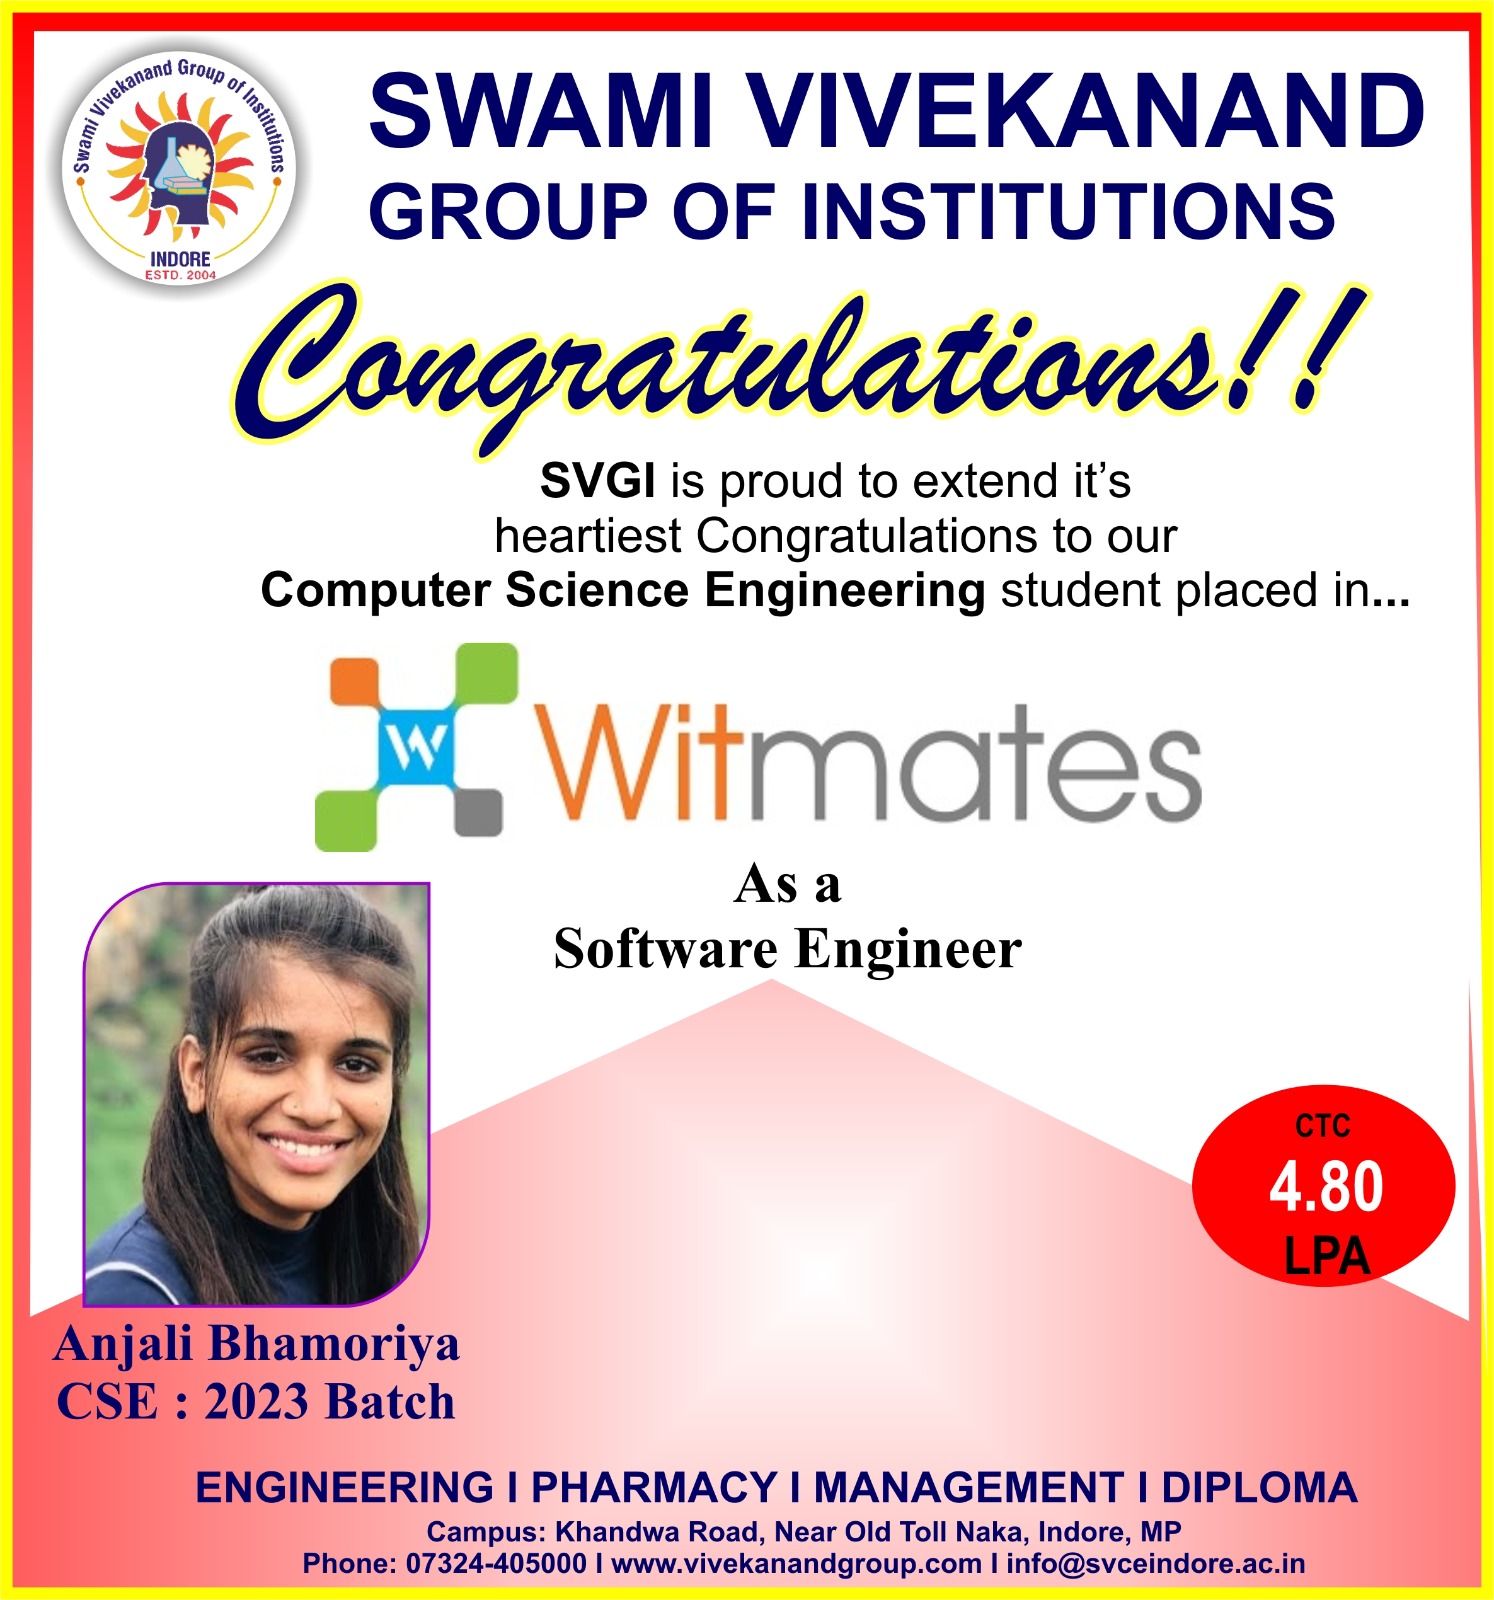 Swami Vivekanand Group of Institutions
INDORE
ESTD. 2004
SWAMI VIVEKANAND
GROUP OF INSTITUTIONS
Congratulations!!
SVGI is proud to extend it’s
heartiest Congratulations to our
Computer Science Engineering student placed in...
W
Witmates
As a
Software Engineer
CTC
4.80
LPA
Anjali Bhamoriya
CSE : 2023 Batch
ENGINEERING I PHARMACY I MANAGEMENT I DIPLOMA
Campus: Khandwa Road, Near Old Toll Naka, Indore, MP
Phone: 07324-405000 I www.vivekanandgroup.com I info@svceindore.ac.in